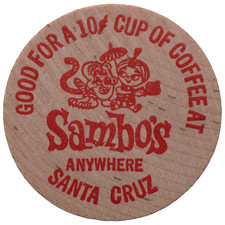 GOOD FOR A 10¢ CUP OF COFFEE AT
Sambo's
ANYWHERE
SANTA CRUZ